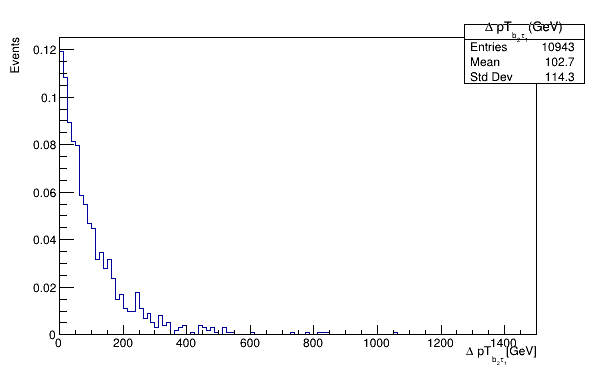 Δ pT_{b₂τ₁}(GeV)
Entries 10943
Mean 102.7
Std Dev 114.3
Events
0.12
0.1
0.08
0.06
0.04
0.02
0
0 200 400 600 800 1000 1200 1400
Δ pT_{b₂τ₁}[GeV]